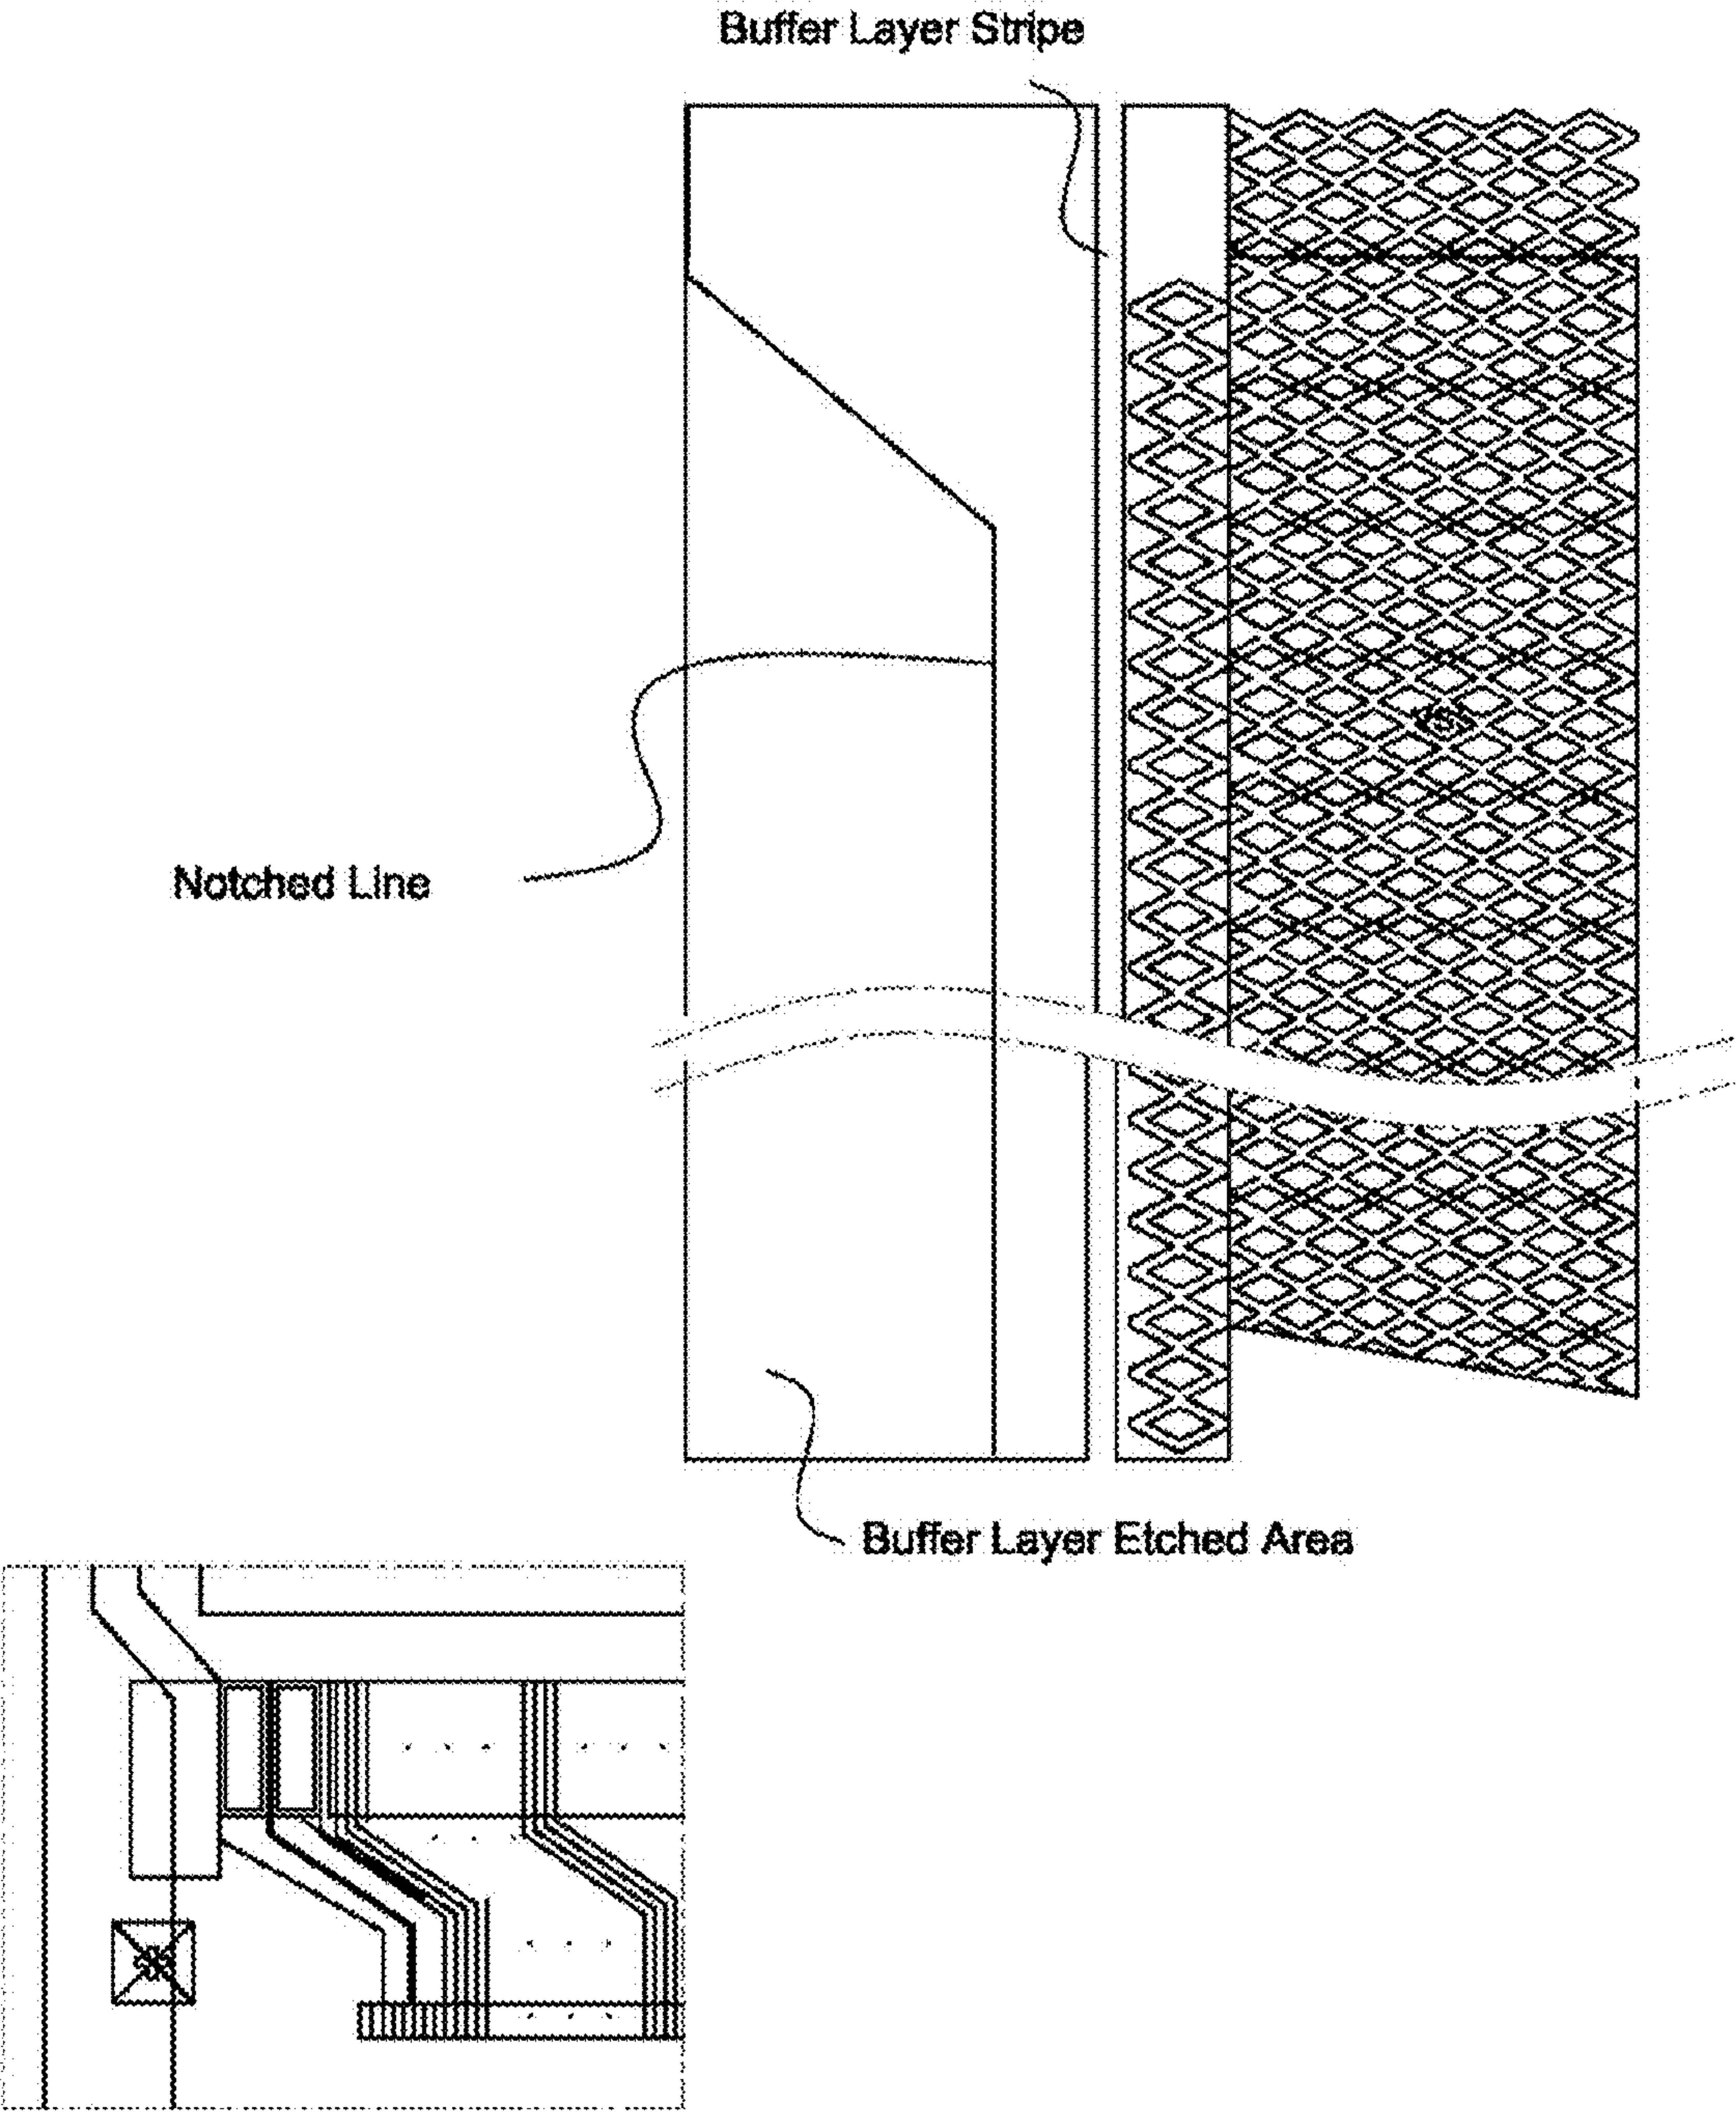 Buffer Layer Stripe
Notched Line
Buffer Layer Etched Area